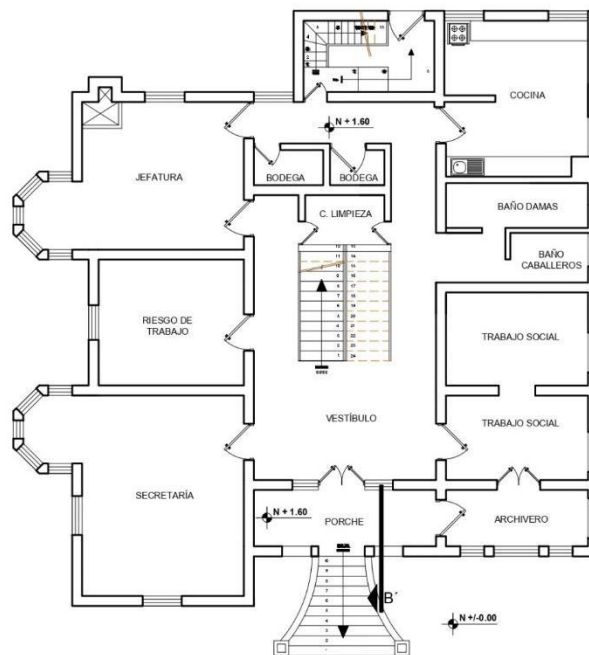 COCINA
N + 1.60
JEFATURA
BODEGA
BODEGA
C. LIMPIEZA
BAÑO DAMAS
BAÑO
CABALLEROS
RIESGO DE
TRABAJO
TRABAJO SOCIAL
VESTÍBULO
TRABAJO SOCIAL
SECRETARÍA
N + 1.60
PORCHE
ARCHIVERO
B´
N +/-0.00